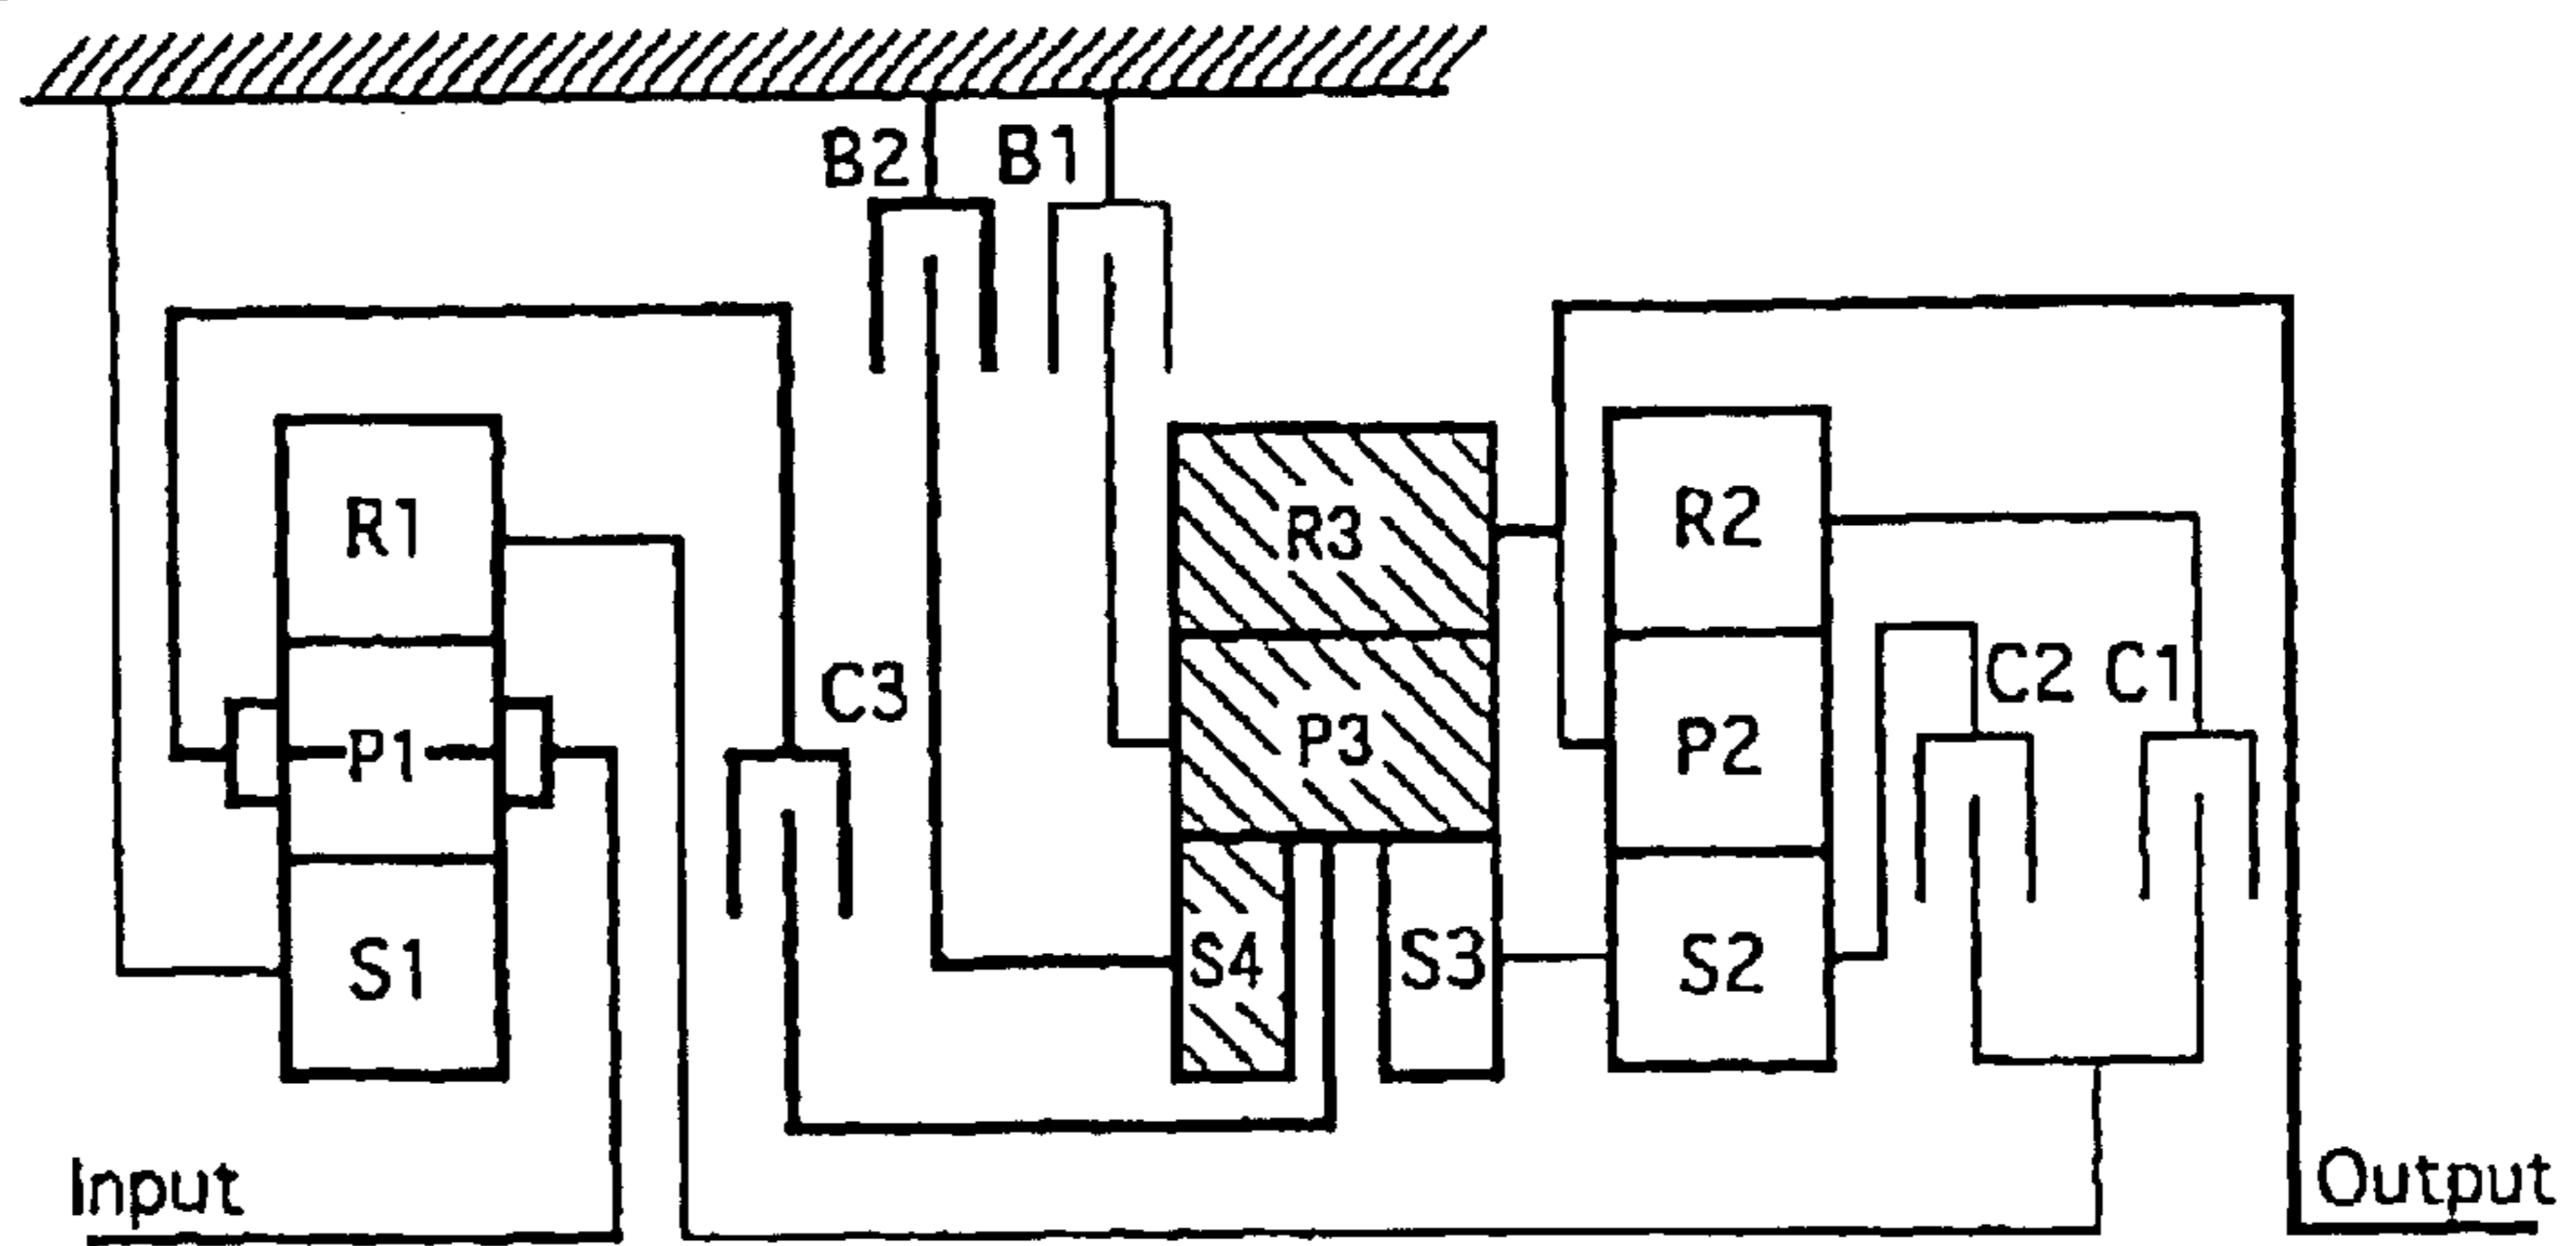 B2 B1
R1
R3
R2
C3
C2 C1
P1
P3
P2
S1
S4
S3
S2
Input
Output